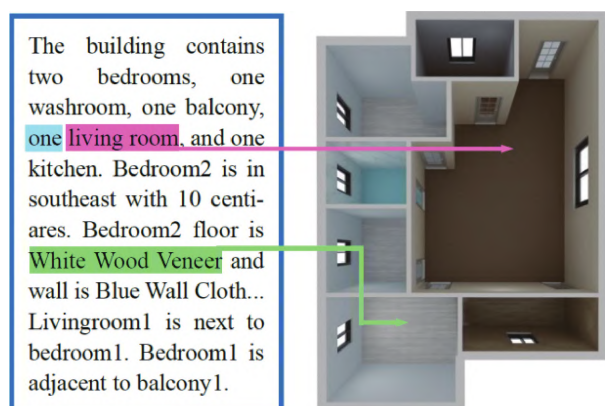 The building contains
two bedrooms, one
washroom, one balcony,
one living room, and one
kitchen. Bedroom2 is in
southeast with 10 centi-
ares. Bedroom2 floor is
White Wood Veneer and
wall is Blue Wall Cloth...
Livingroom1 is next to
bedroom1. Bedroom1 is
adjacent to balcony1.